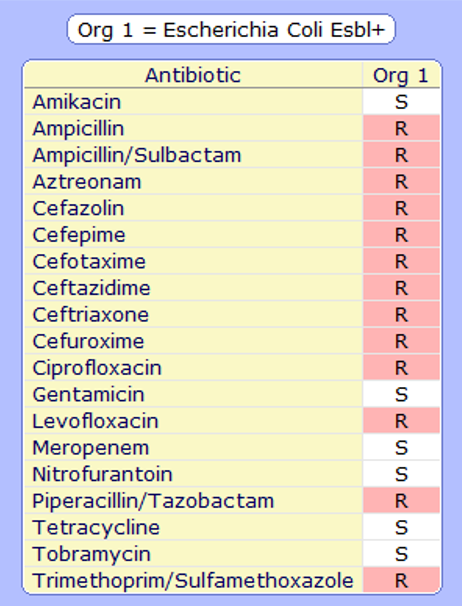 Org 1 = Escherichia Coli Esbl+
Antibiotic Org 1
Amikacin S
Ampicillin R
Ampicillin/Sulbactam R
Aztreonam R
Cefazolin R
Cefepime R
Cefotaxime R
Ceftazidime R
Ceftriaxone R
Cefuroxime R
Ciprofloxacin R
Gentamicin S
Levofloxacin R
Meropenem S
Nitrofurantoin S
Piperacillin/Tazobactam R
Tetracycline S
Tobramycin S
Trimethoprim/Sulfamethoxazole R